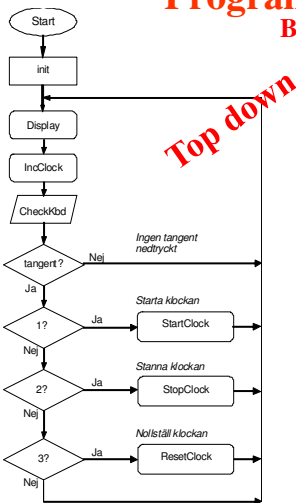 Program
B
Start
init
Top down
Display
IncClock
CheckKbd
Ingen tangent
nedtryckt
tangent?
Nej
Ja
Starta klockan
1?
Ja
StartClock
Nej
Stanna klockan
2?
Ja
StopClock
Nej
Nollställ klockan
3?
Ja
ResetClock
Nej